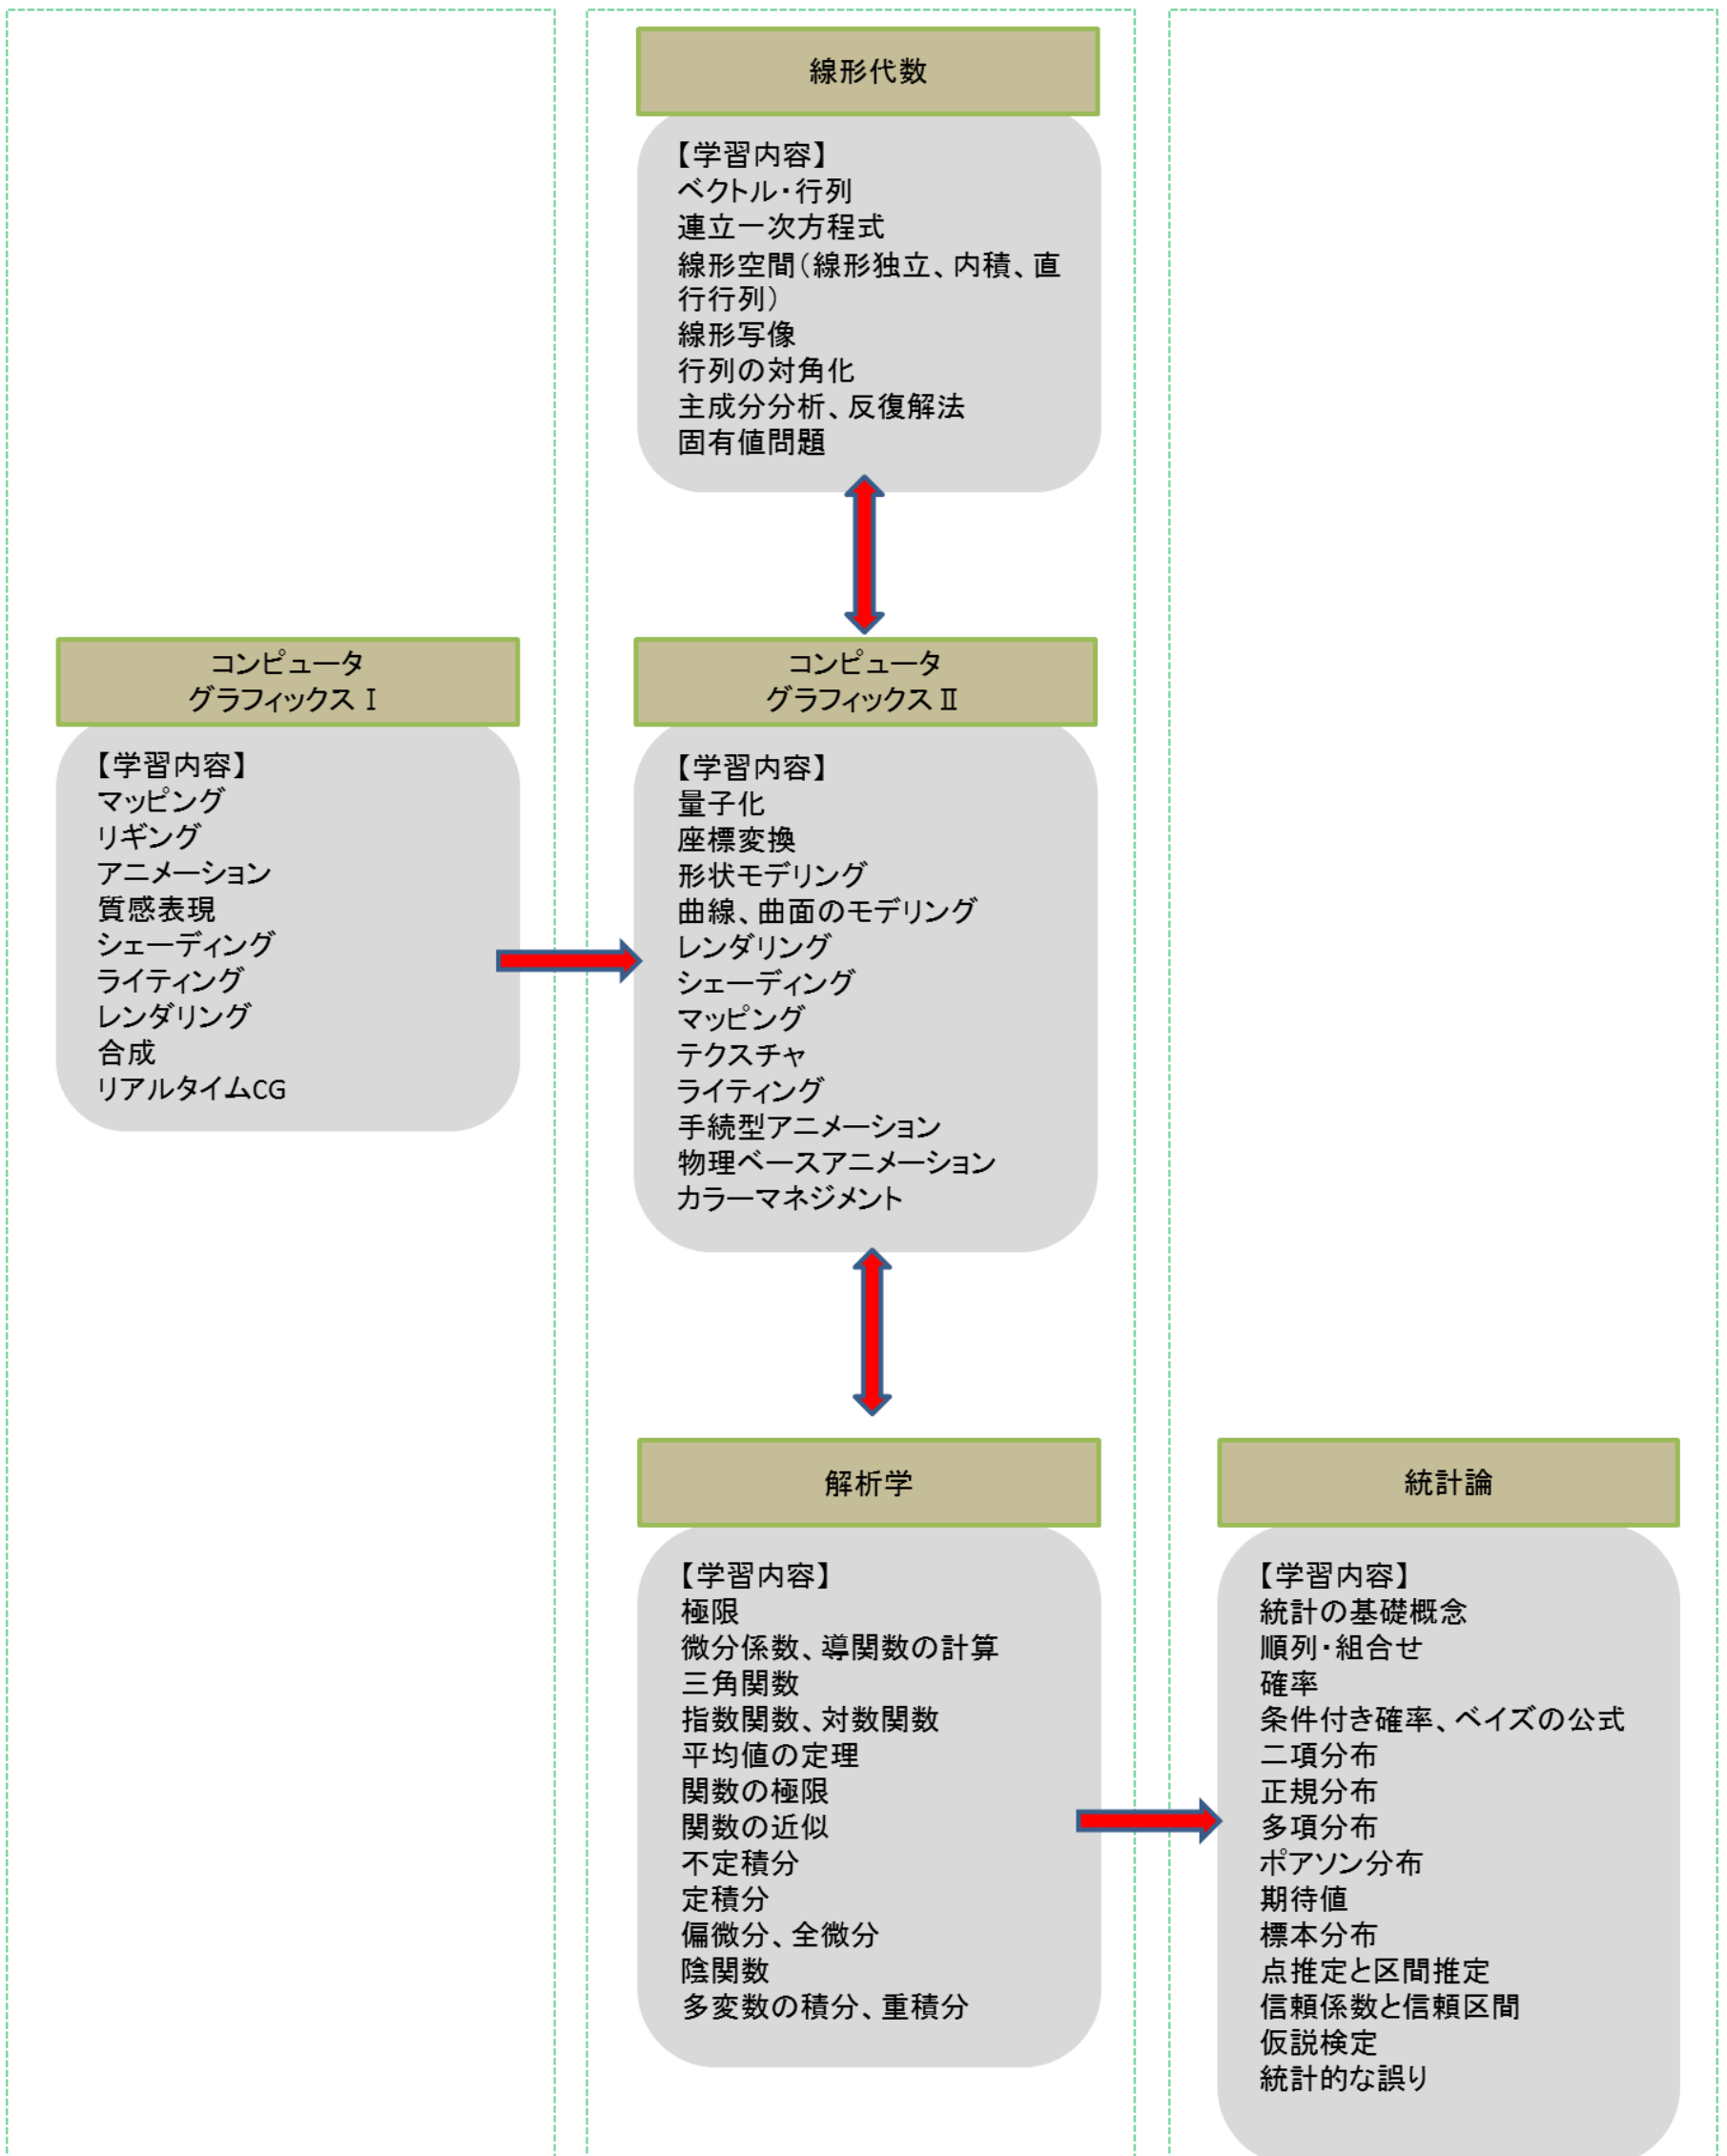 線形代数
【学習内容】
ベクトル・行列
連立一次方程式
線形空間（線形独立、内積、直
行行列）
線形写像
行列の対角化
主成分分析、反復解法
固有値問題
コンピュータ
グラフィックスⅠ
【学習内容】
マッピング
リギング
アニメーション
質感表現
シェーディング
ライティング
レンダリング
合成
リアルタイムCG
コンピュータ
グラフィックスⅡ
【学習内容】
量子化
座標変換
形状モデリング
曲線、曲面のモデリング
レンダリング
シェーディング
マッピング
テクスチャ
ライティング
手続型アニメーション
物理ベースアニメーション
カラーマネジメント
解析学
【学習内容】
極限
微分係数、導関数の計算
三角関数
指数関数、対数関数
平均値の定理
関数の極限
関数の近似
不定積分
定積分
偏微分、全微分
陰関数
多変数の積分、重積分
統計論
【学習内容】
統計の基礎概念
順列・組合せ
確率
条件付き確率、ベイズの公式
二項分布
正規分布
多項分布
ポアソン分布
期待値
標本分布
点推定と区間推定
信頼係数と信頼区間
仮説検定
統計的な誤り